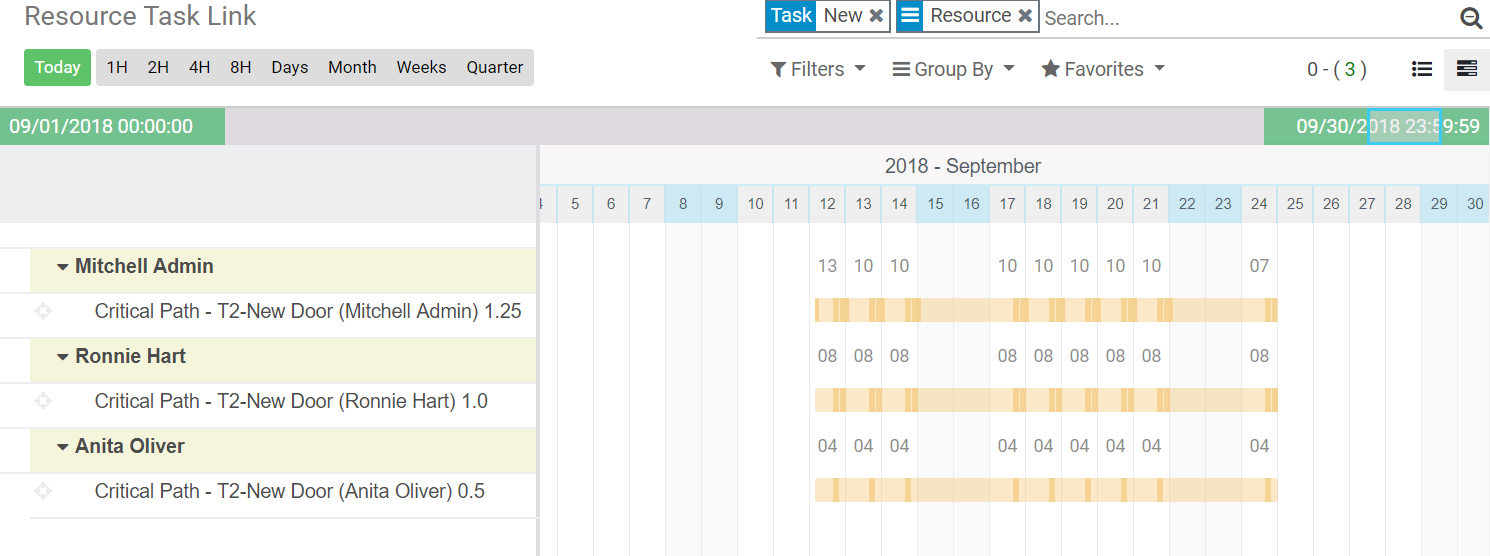 Resource Task Link
Task New ✖ Resource ✖ Search...
Today 1H 2H 4H 8H Days Month Weeks Quarter
Filters Group By Favorites 0 - ( 3 )
09/01/2018 00:00:00 09/30/2018 23:59:59
2018 - September
5 6 7 8 9 10 11 12 13 14 15 16 17 18 19 20 21 22 23 24 25 26 27 28 29 30
Mitchell Admin 13 10 10 10 10 10 10 10 07
Critical Path - T2-New Door (Mitchell Admin) 1.25
Ronnie Hart 08 08 08 08 08 08 08 08 08
Critical Path - T2-New Door (Ronnie Hart) 1.0
Anita Oliver 04 04 04 04 04 04 04 04 04
Critical Path - T2-New Door (Anita Oliver) 0.5